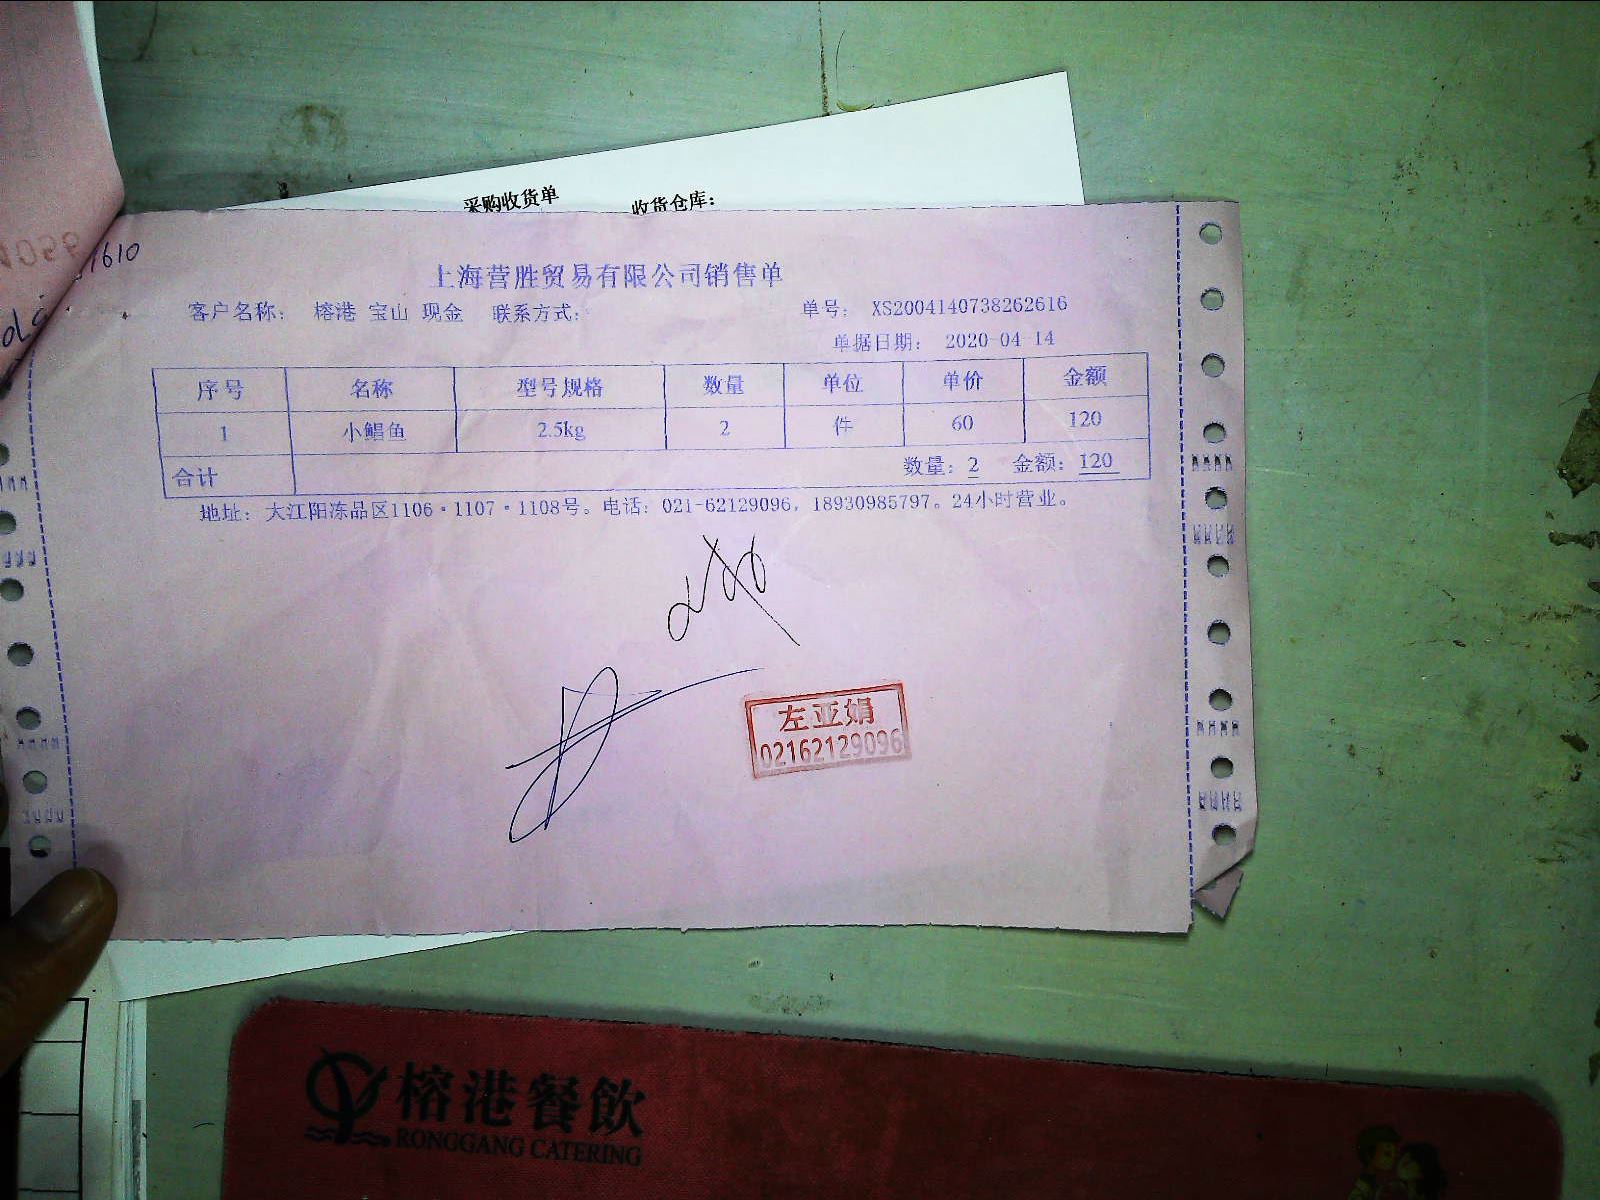 采购收货单 收货仓库：
1610
上海营胜贸易有限公司销售单
客户名称： 榕港 宝山 现金 联系方式： 单号： XS2004140738262616
单据日期： 2020-04-14
序号 名称 型号规格 数量 单位 单价 金额
1 小鲳鱼 2.5kg 2 件 60 120
合计 数量：2 金额：120
地址：大江阳冻品区1106·1107·1108号。电话：021-62129096，18930985797。24小时营业。
左亚娟
02162129096
榕港餐飲
RONGGANG CATERING